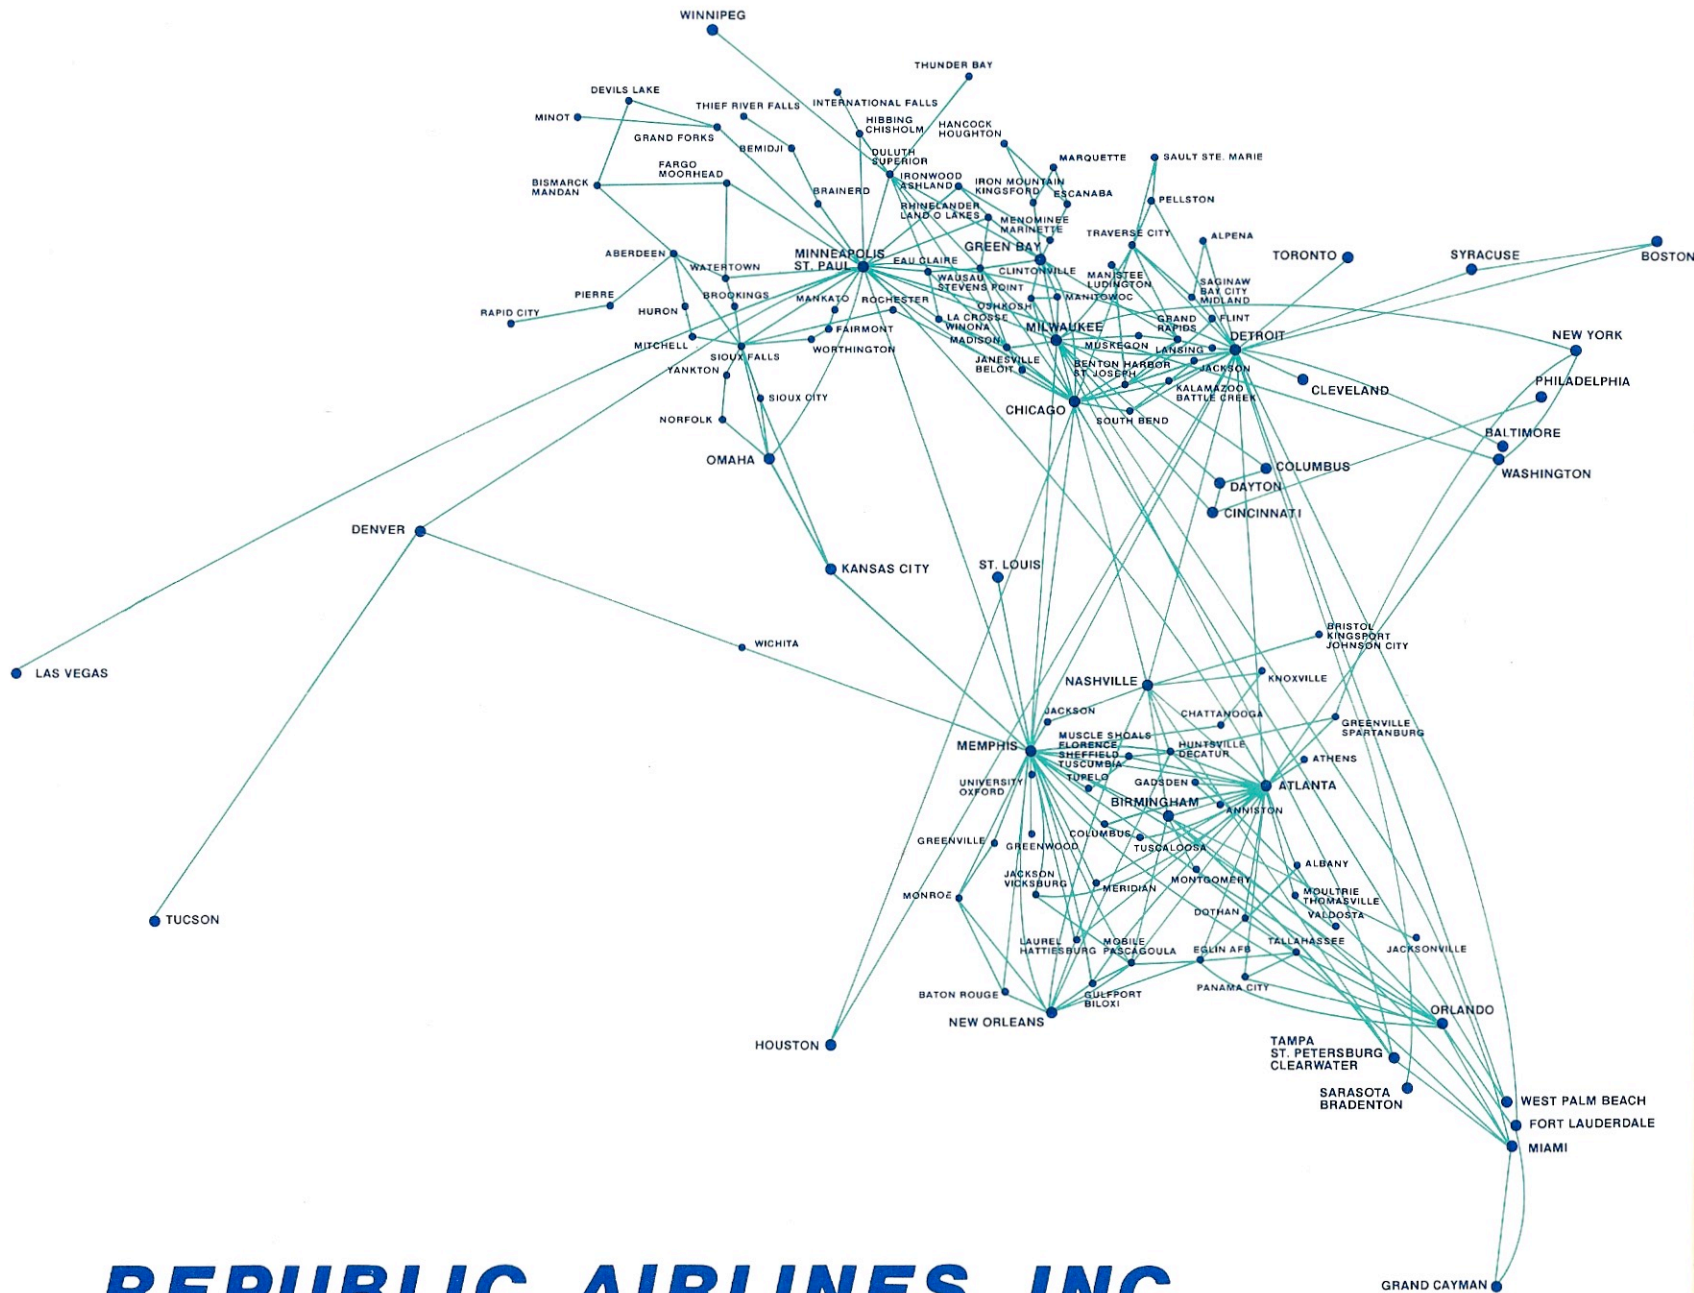 WINNIPEG
THUNDER BAY
DEVILS LAKE
INTERNATIONAL FALLS
THIEF RIVER FALLS
MINOT
GRAND FORKS
HIBBING
CHISHOLM
HANCOCK
HOUGHTON
BEMIDJI
DULUTH
SUPERIOR
MARQUETTE
SAULT STE. MARIE
FARGO
MOORHEAD
BISMARCK
MANDAN
IRONWOOD
ASHLAND
IRON MOUNTAIN
KINGSFORD
ESCANABA
BRAINERD
PELLSTON
RHINELANDER
LAND O LAKES
MENOMINEE
MARINETTE
TRAVERSE CITY
ALPENA
GREEN BAY
ABERDEEN
MINNEAPOLIS
ST. PAUL
EAU CLAIRE
WATERTOWN
CLINTONVILLE
WAUSAU
STEVENS POINT
MANISTEE
LUDINGTON
TORONTO
SYRACUSE
BOSTON
SAGINAW
BAY CITY
MIDLAND
PIERRE
BROOKINGS
MANKATO
ROCHESTER
OSHKOSH
MANITOWOC
RAPID CITY
HURON
LA CROSSE
WINONA
MILWAUKEE
GRAND
RAPIDS
FLINT
FAIRMONT
MADISON
DETROIT
NEW YORK
MITCHELL
WORTHINGTON
MUSKEGON
LANSING
SIOUX FALLS
JANESVILLE
BELOIT
BENTON HARBOR
ST. JOSEPH
JACKSON
YANKTON
KALAMAZOO
BATTLE CREEK
CLEVELAND
PHILADELPHIA
SIOUX CITY
CHICAGO
NORFOLK
SOUTH BEND
BALTIMORE
OMAHA
COLUMBUS
WASHINGTON
DAYTON
CINCINNATI
DENVER
KANSAS CITY
ST. LOUIS
BRISTOL
KINGSPORT
JOHNSON CITY
WICHITA
LAS VEGAS
NASHVILLE
KNOXVILLE
JACKSON
CHATTANOOGA
GREENVILLE
SPARTANBURG
MEMPHIS
MUSCLE SHOALS
FLORENCE
SHEFFIELD
TUSCUMBIA
HUNTSVILLE
DECATUR
ATHENS
UNIVERSITY
OXFORD
TUPELO
GADSDEN
ATLANTA
BIRMINGHAM
ANNISTON
COLUMBUS
GREENVILLE
GREENWOOD
TUSCALOOSA
ALBANY
JACKSON
VICKSBURG
MERIDIAN
MONTGOMERY
MONROE
MOULTRIE
THOMASVILLE
DOTHAN
VALDOSTA
TUCSON
LAUREL
HATTIESBURG
MOBILE
PASCAGOULA
EGLIN AFB
TALLAHASSEE
JACKSONVILLE
BATON ROUGE
GULFPORT
BILOXI
PANAMA CITY
NEW ORLEANS
ORLANDO
HOUSTON
TAMPA
ST. PETERSBURG
CLEARWATER
SARASOTA
BRADENTON
WEST PALM BEACH
FORT LAUDERDALE
MIAMI
GRAND CAYMAN
REPUBLIC AIRLINES, INC.